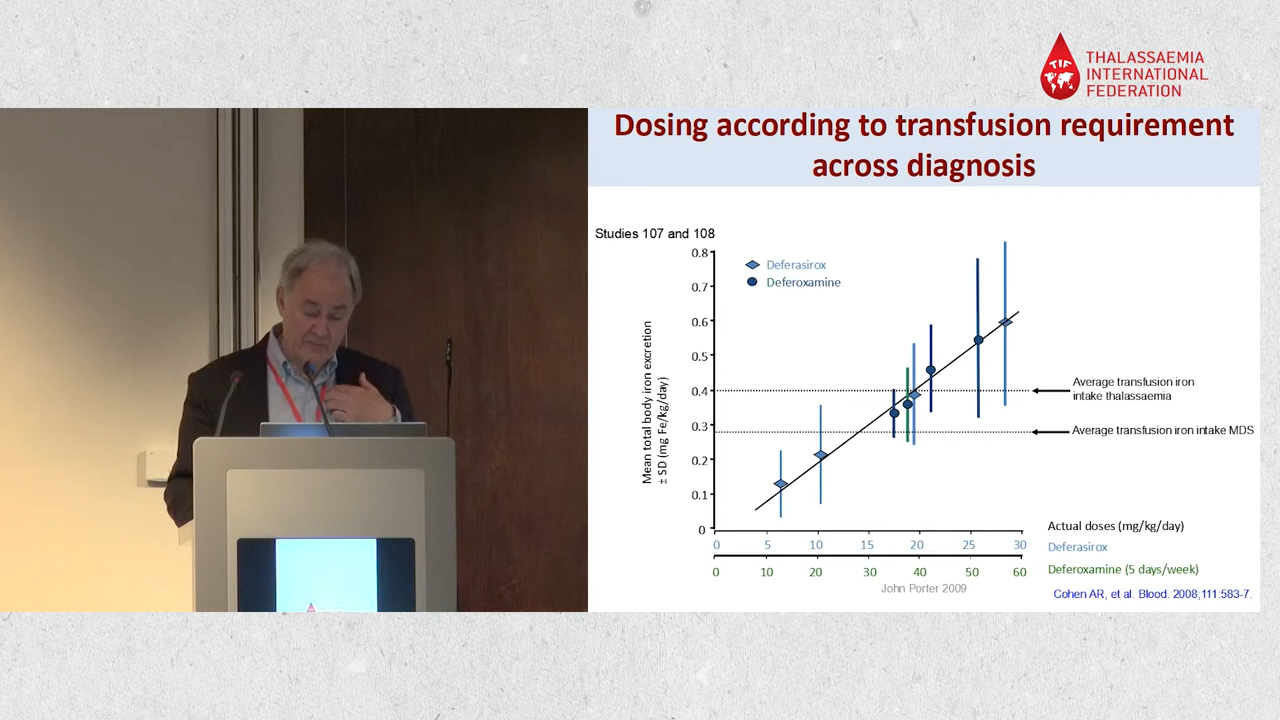 TIF
THALASSAEMIA
INTERNATIONAL
FEDERATION
Dosing according to transfusion requirement
across diagnosis
Studies 107 and 108
Deferasirox
Deferoxamine
Mean total body iron excretion
± SD (mg Fe/kg/day)
0.8
0.7
0.6
0.5
0.4
0.3
0.2
0.1
0
Average transfusion iron
intake thalassaemia
Average transfusion iron intake MDS
Actual doses (mg/kg/day)
0 5 10 15 20 25 30
Deferasirox
0 10 20 30 40 50 60
Deferoxamine (5 days/week)
John Porter 2009
Cohen AR, et al. Blood. 2008;111:583-7.